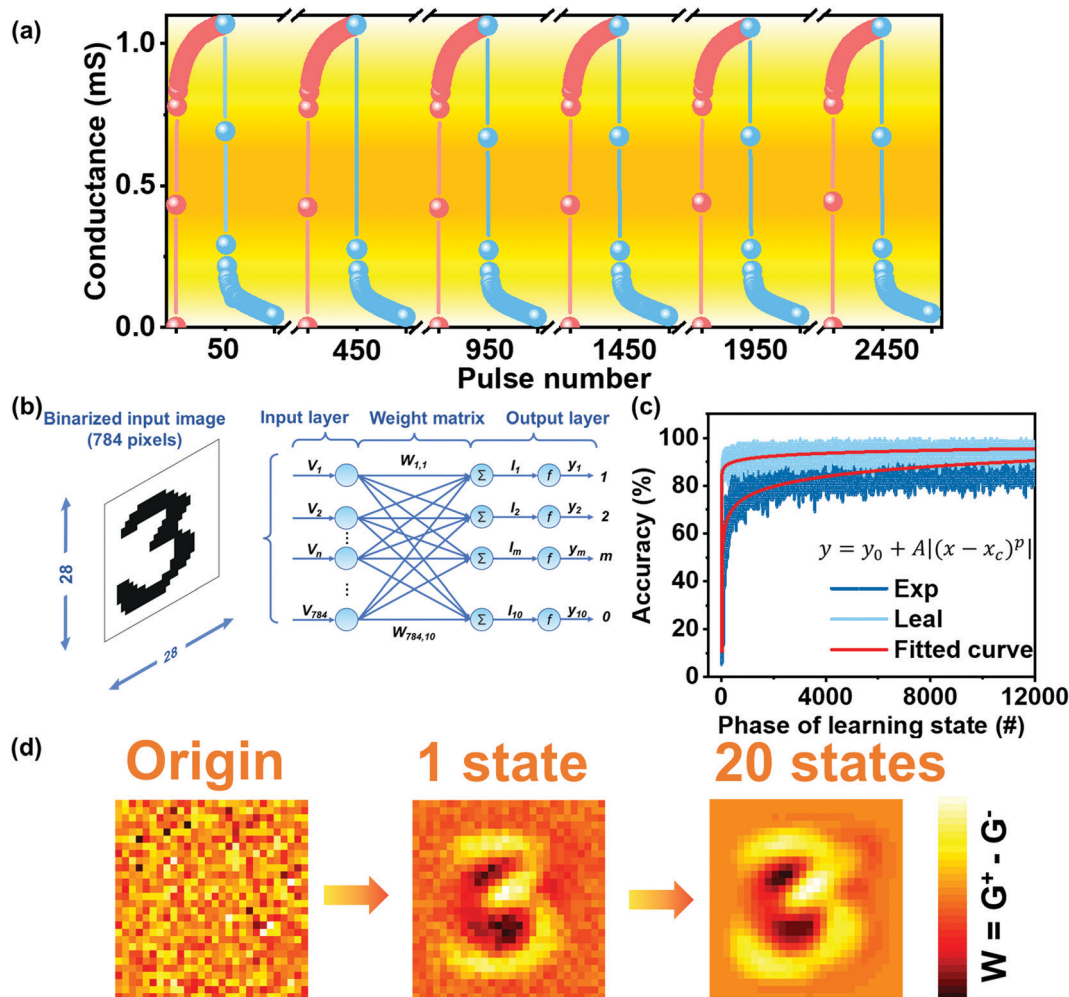 (a)
Conductance (mS)
1.0
0.5
0.0
50 450 950 1450 1950 2450
Pulse number
(b)
Binarized input image
(784 pixels)
28
28
Input layer Weight matrix Output layer
V1 W1,1 Σ I1 f y1 1
V2 Σ I2 f y2 2
Vn Σ Im f ym m
V784 W784,10 Σ I10 f y10 0
(c)
Accuracy (%)
100
80
60
40
20
0
y = y0 + A|(x − xc)^p|
Exp
Leal
Fitted curve
0 4000 8000 12000
Phase of learning state (#)
(d)
Origin 1 state 20 states
W = G⁺ - G⁻